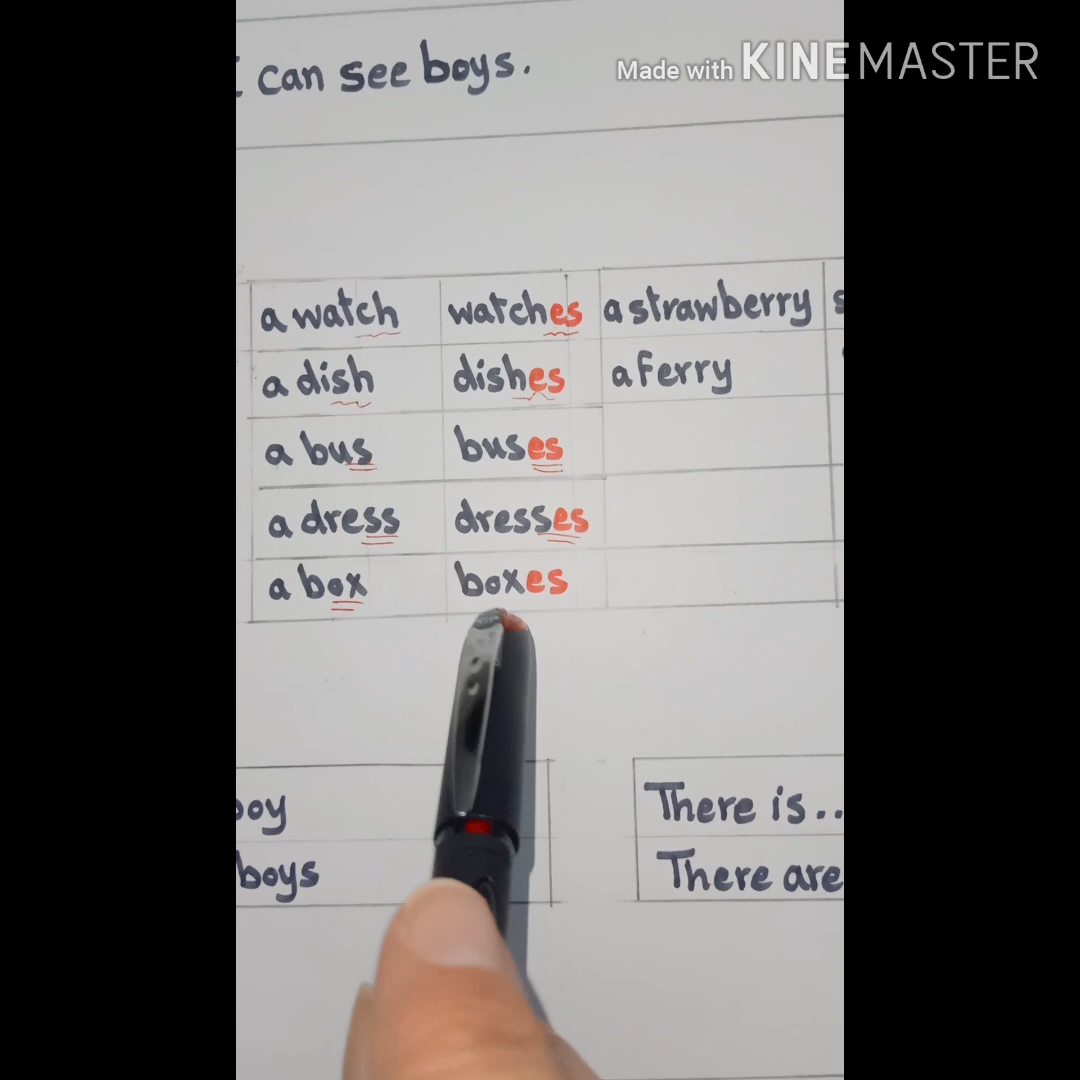 can see boys.
Made with KINEMASTER
a watch watches a strawberry
a dish dishes a ferry
a bus buses
a dress dresses
a box boxes
boy There is..
boys There are